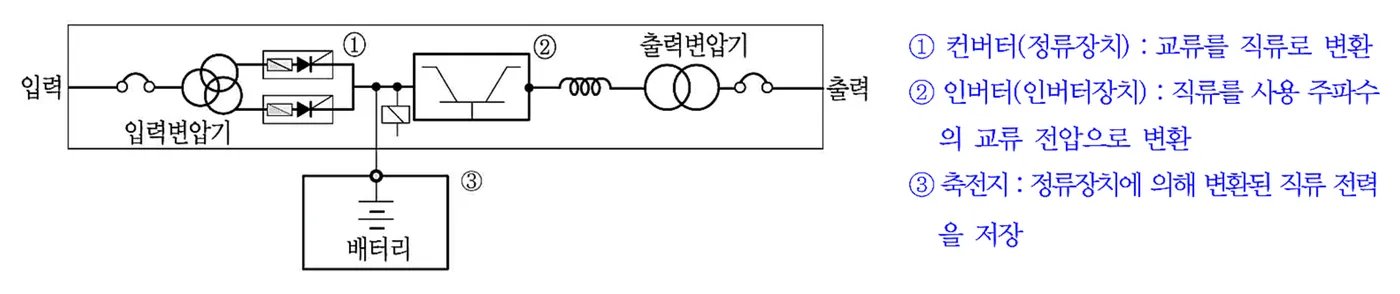 입력
입력변압기
①
②
출력변압기
출력
③
배터리
① 컨버터(정류장치) : 교류를 직류로 변환
② 인버터(인버터장치) : 직류를 사용 주파수
의 교류 전압으로 변환
③ 축전지 : 정류장치에 의해 변환된 직류 전력
을 저장